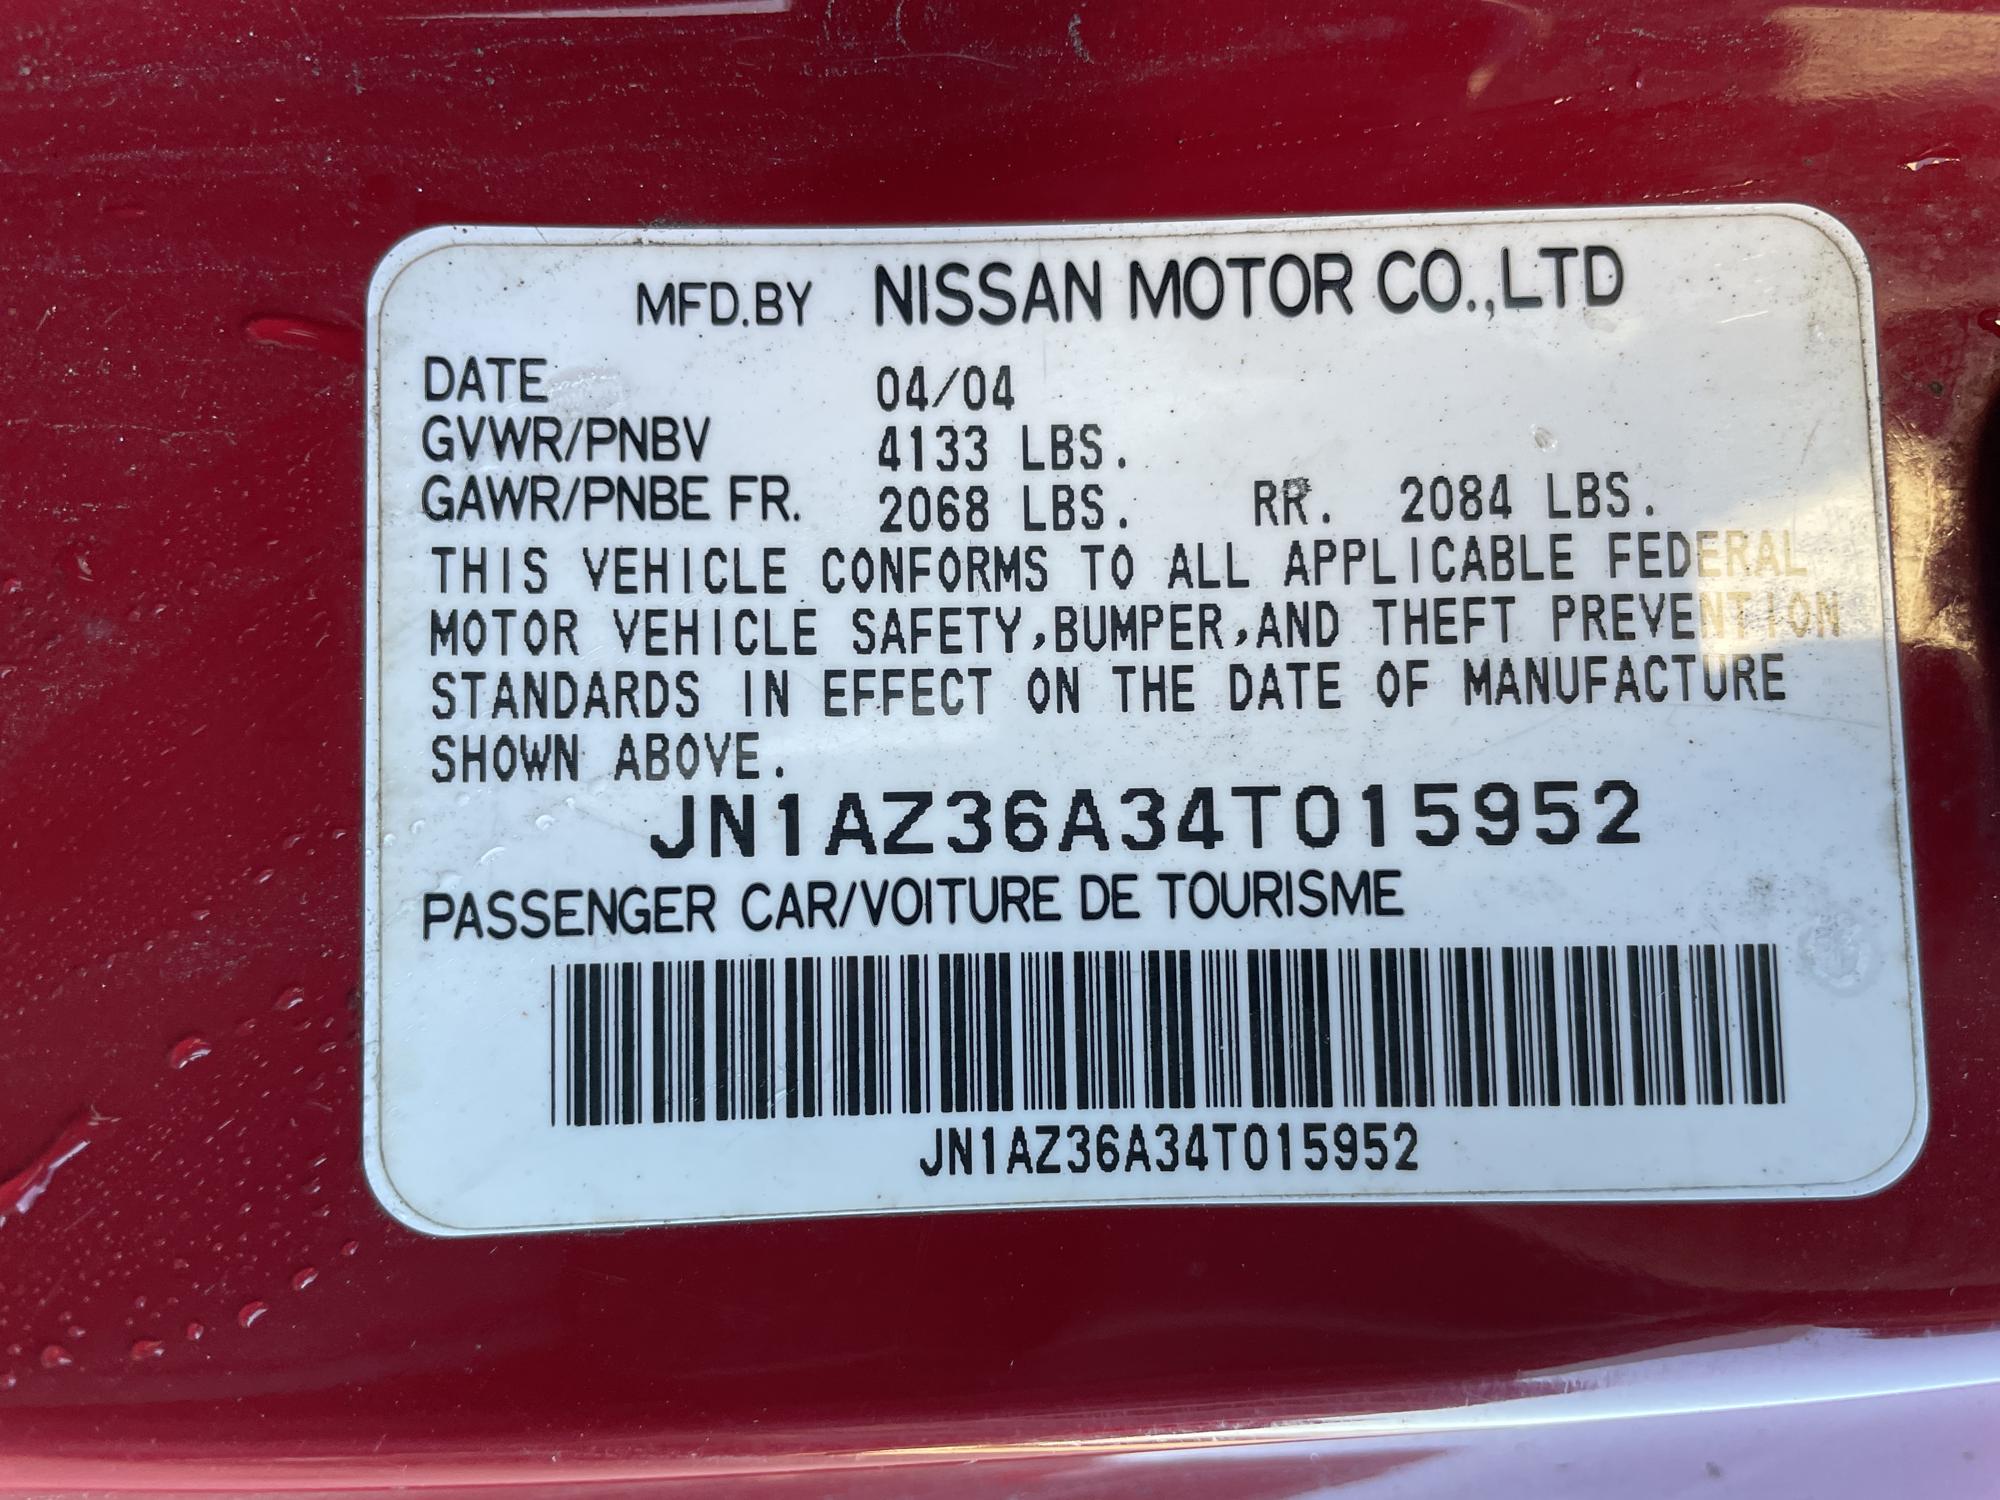 MFD.BY NISSAN MOTOR CO.,LTD
DATE 04/04
GVWR/PNBV 4133 LBS.
GAWR/PNBE FR. 2068 LBS. RR. 2084 LBS.
THIS VEHICLE CONFORMS TO ALL APPLICABLE FEDERAL
MOTOR VEHICLE SAFETY,BUMPER,AND THEFT PREVENTION
STANDARDS IN EFFECT ON THE DATE OF MANUFACTURE
SHOWN ABOVE.
JN1AZ36A34T015952
PASSENGER CAR/VOITURE DE TOURISME
JN1AZ36A34T015952